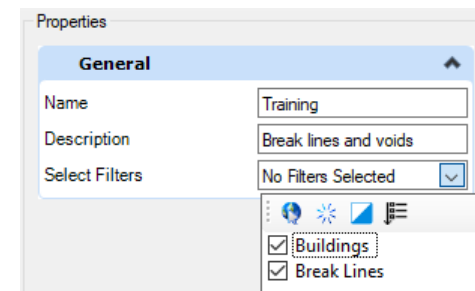 Properties
General
Name Training
Description Break lines and voids
Select Filters No Filters Selected
Buildings
Break Lines